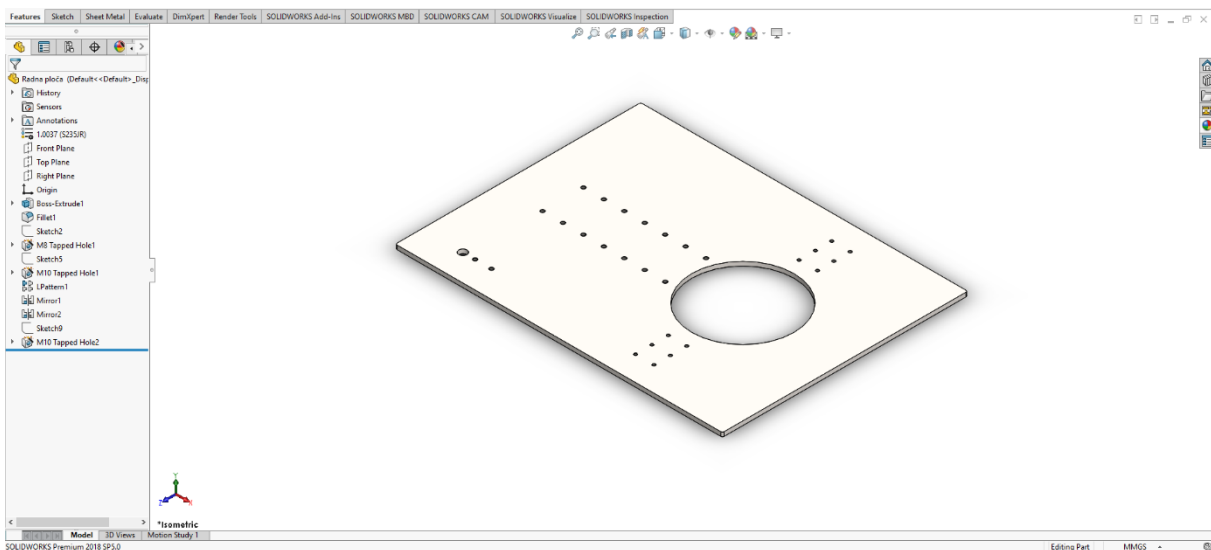 Features Sketch Sheet Metal Evaluate DimXpert Render Tools SOLIDWORKS Add-Ins SOLIDWORKS MBD SOLIDWORKS CAM SOLIDWORKS Visualize SOLIDWORKS Inspection
Radna ploča (Default<<Default>_Disp
History
Sensors
Annotations
1.0037 (S235JR)
Front Plane
Top Plane
Right Plane
Origin
Boss-Extrude1
Fillet1
Sketch2
M8 Tapped Hole1
Sketch5
M10 Tapped Hole1
LPattern1
Mirror1
Mirror2
Sketch9
M10 Tapped Hole2
Y
Z
X
*Isometric
Model 3D Views Motion Study 1
SOLIDWORKS Premium 2018 SP5.0 Editing Part MMGS